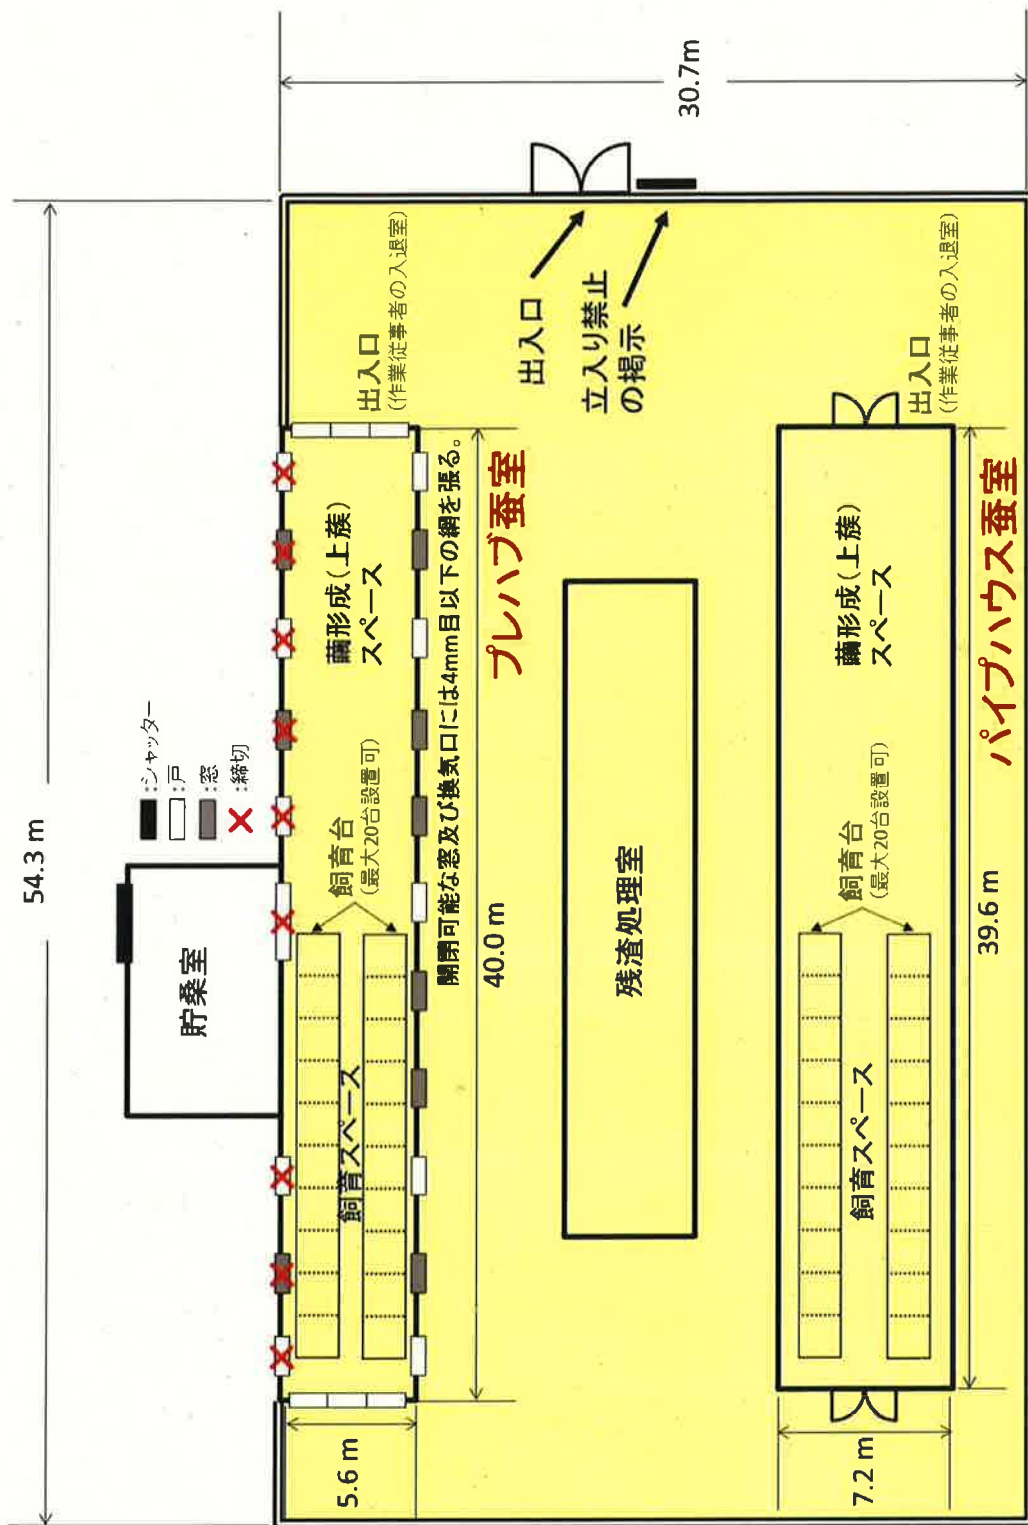 54.3 m
30.7m
:シャッター
:戸
:窓
:締切
貯桑室
出入口
(作業従事者の入退室)
繭形成(上蔟)
スペース
飼育台
(最大20台設置可)
飼育スペース
5.6 m
開閉可能な窓及び換気口には4mm目以下の網を張る。
40.0 m
プレハブ蚕室
出入口
立入り禁止
の掲示
残渣処理室
出入口
(作業従事者の入退室)
繭形成(上蔟)
スペース
飼育台
(最大20台設置可)
飼育スペース
7.2 m
39.6 m
パイプハウス蚕室